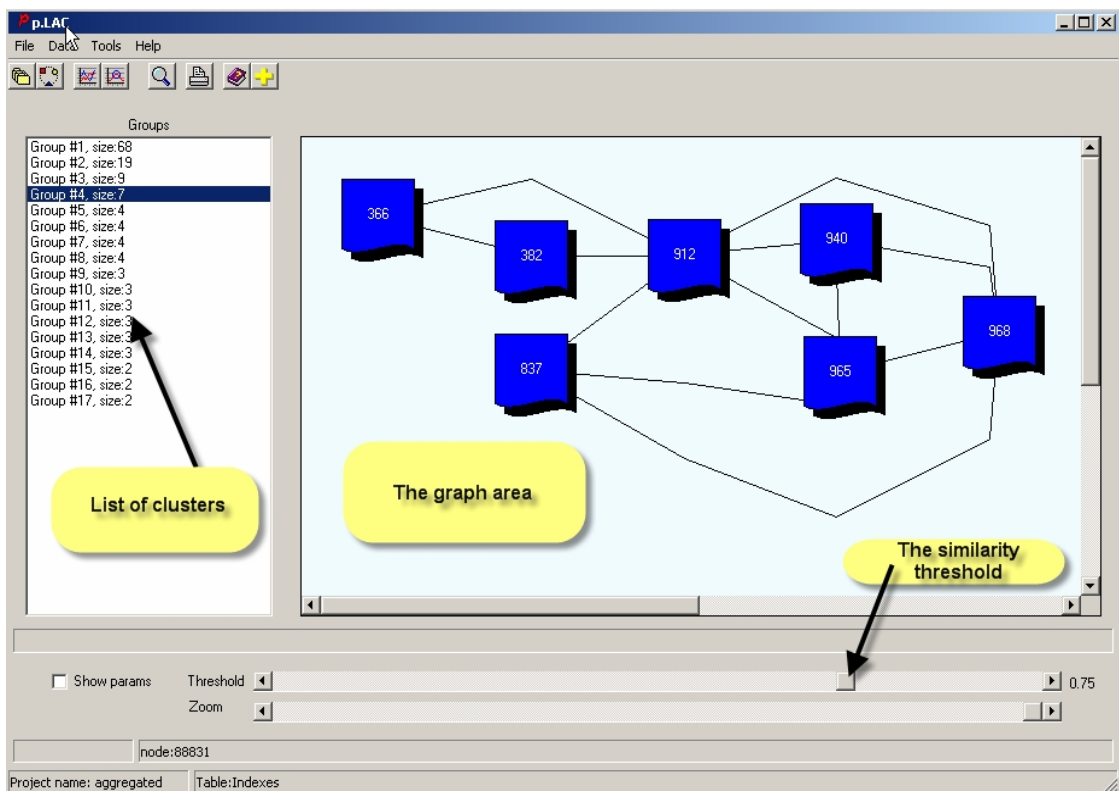 p.LAC
File Data Tools Help
Groups
Group #1, size:68
Group #2, size:19
Group #3, size:9
Group #4, size:7
Group #5, size:4
Group #6, size:4
Group #7, size:4
Group #8, size:4
Group #9, size:3
Group #10, size:3
Group #11, size:3
Group #12, size:3
Group #13, size:3
Group #14, size:3
Group #15, size:2
Group #16, size:2
Group #17, size:2
366
382
912
940
837
965
968
List of clusters
The graph area
The similarity
threshold
Show params
Threshold
0.75
Zoom
node:88831
Project name: aggregated
Table:Indexes